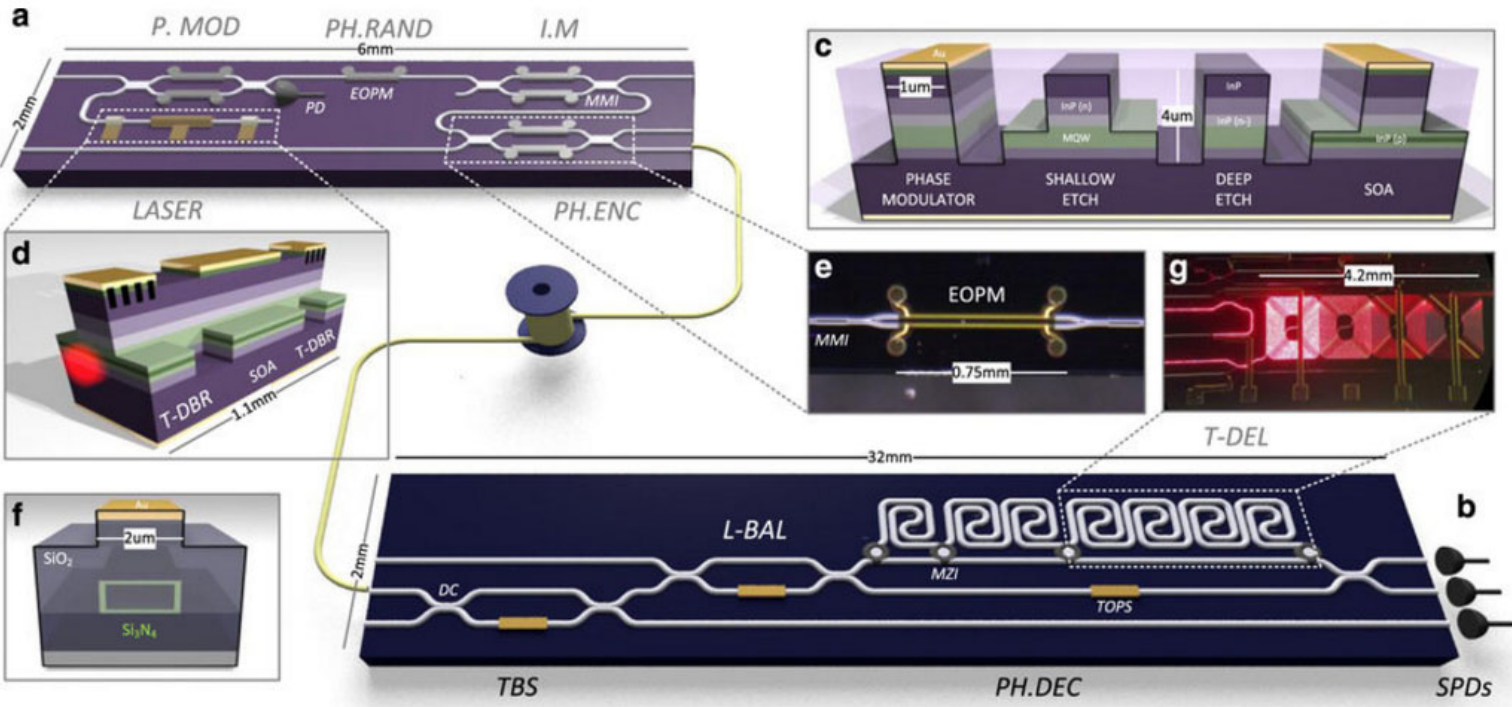 a
P. MOD
PH.RAND
I.M
6mm
2mm
PD
EOPM
MMI
LASER
PH.ENC
c
Au
1um
InP (n)
MQW
4um
InP
InP (n-)
InP (p)
PHASE
MODULATOR
SHALLOW
ETCH
DEEP
ETCH
SOA
d
T-DBR
SOA
T-DBR
1.1mm
e
EOPM
MMI
0.75mm
g
4.2mm
T-DEL
f
Au
2um
SiO₂
Si₃N₄
32mm
b
2mm
L-BAL
DC
MZI
TOPS
TBS
PH.DEC
SPDs